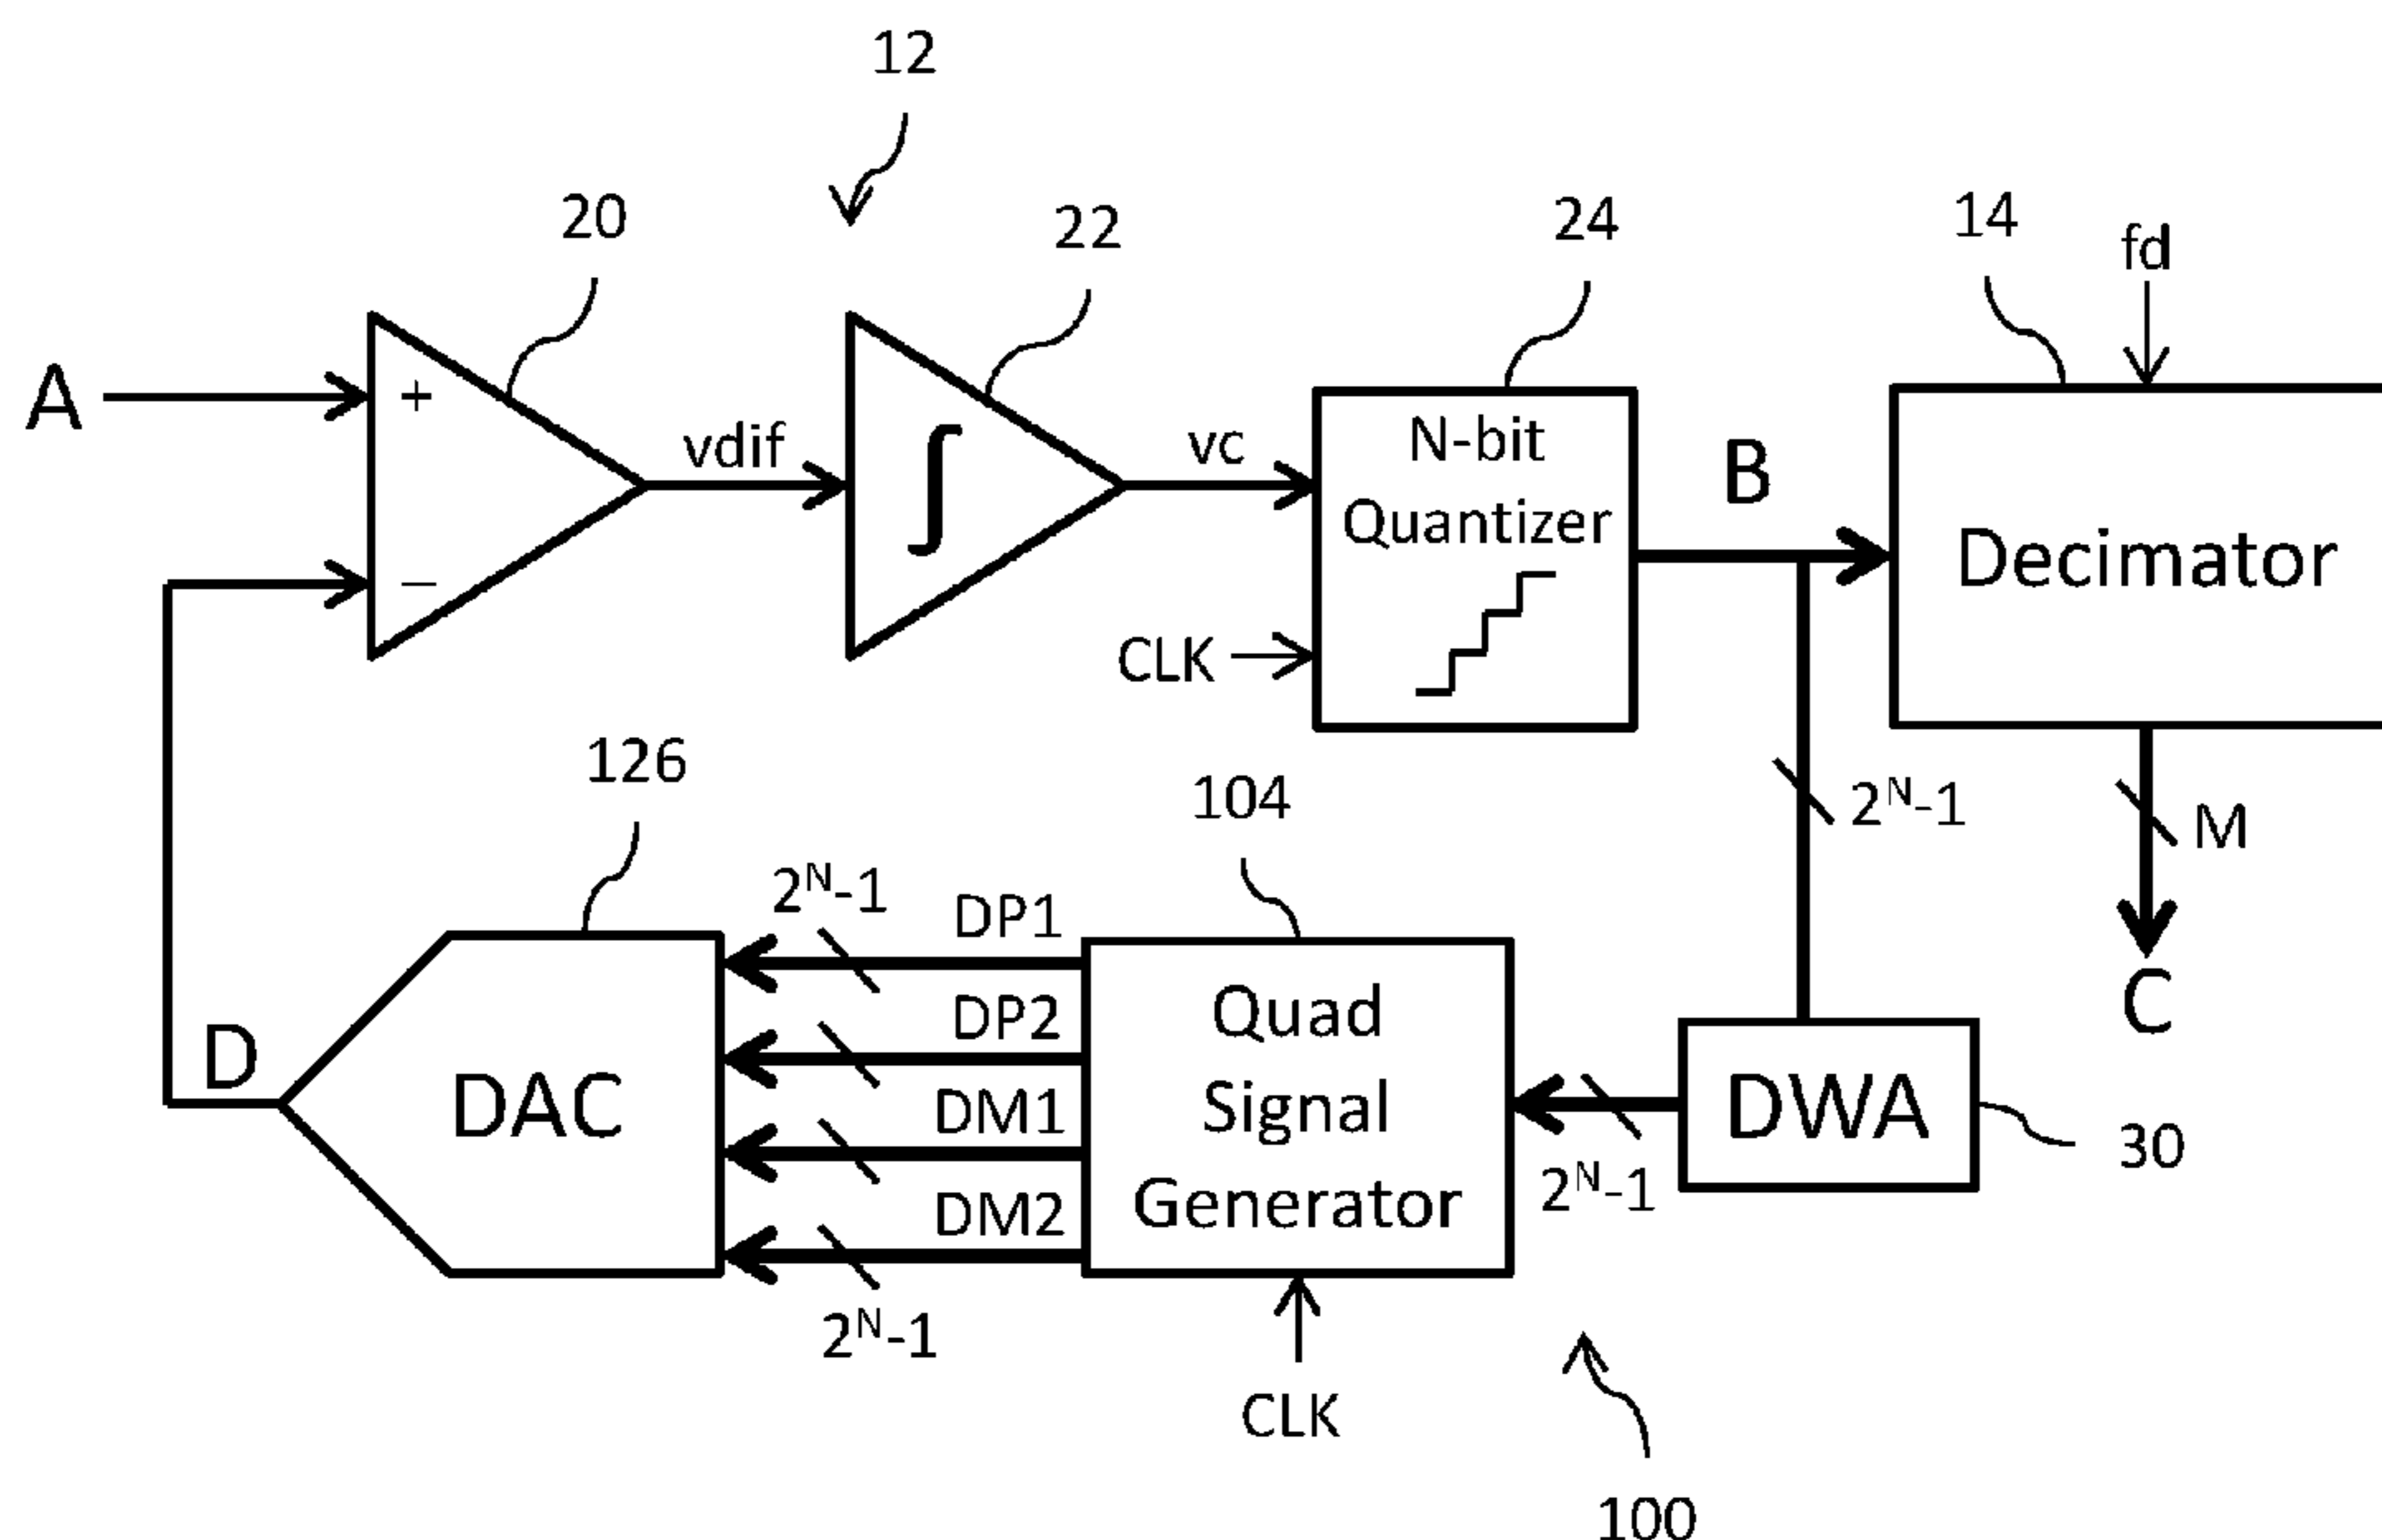 12
20
22
24
14
fd
A
+
−
vdif
∫
vc
N-bit
Quantizer
CLK
B
Decimator
2ᴺ-1
M
C
126
104
2ᴺ-1
DP1
DP2
DM1
DM2
2ᴺ-1
D
DAC
Quad
Signal
Generator
2ᴺ-1
DWA
30
CLK
100